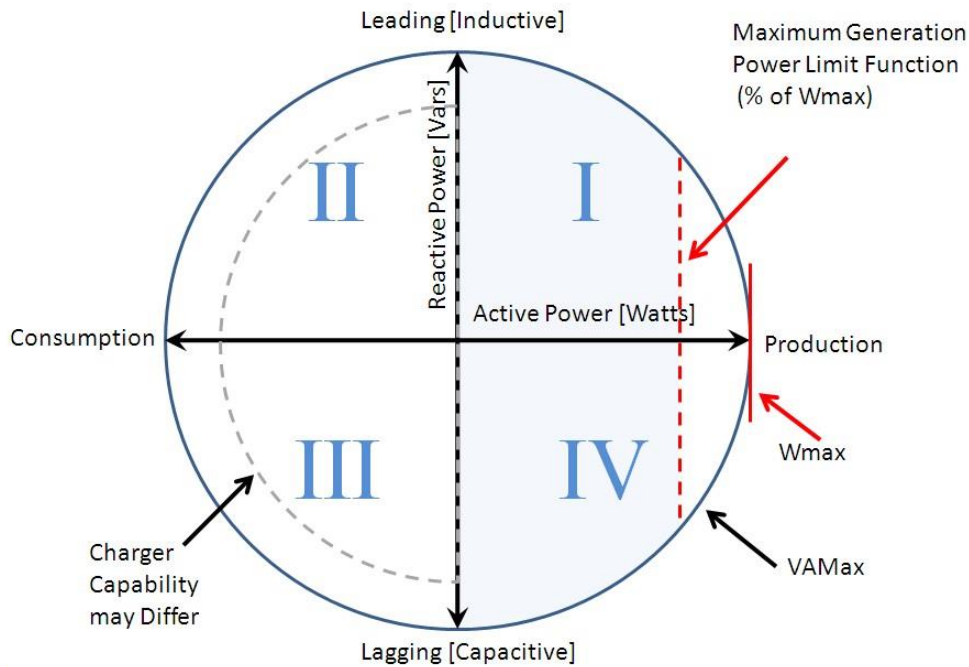 Leading [Inductive]
Maximum Generation
Power Limit Function
(% of Wmax)
Reactive Power [Vars]
II
I
Active Power [Watts]
Consumption
Production
III
IV
Wmax
Charger
Capability
may Differ
VAMax
Lagging [Capacitive]